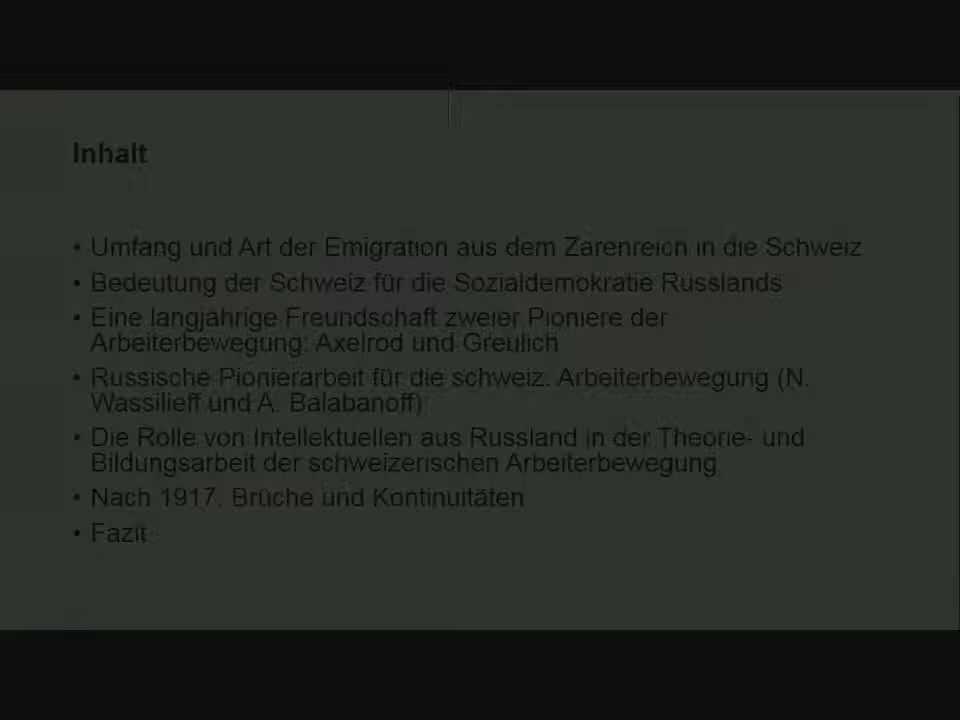 Inhalt
• Umfang und Art der Emigration aus dem Zarenreich in die Schweiz
• Bedeutung der Schweiz für die Sozialdemokratie Russlands
• Eine langjährige Freundschaft zweier Pioniere der
Arbeiterbewegung: Axelrod und Greulich
• Russische Pionierarbeit für die schweiz. Arbeiterbewegung (N.
Wassilieff und A. Balabanoff)
• Die Rolle von Intellektuellen aus Russland in der Theorie- und
Bildungsarbeit der schweizerischen Arbeiterbewegung
• Nach 1917. Brüche und Kontinuitäten
• Fazit